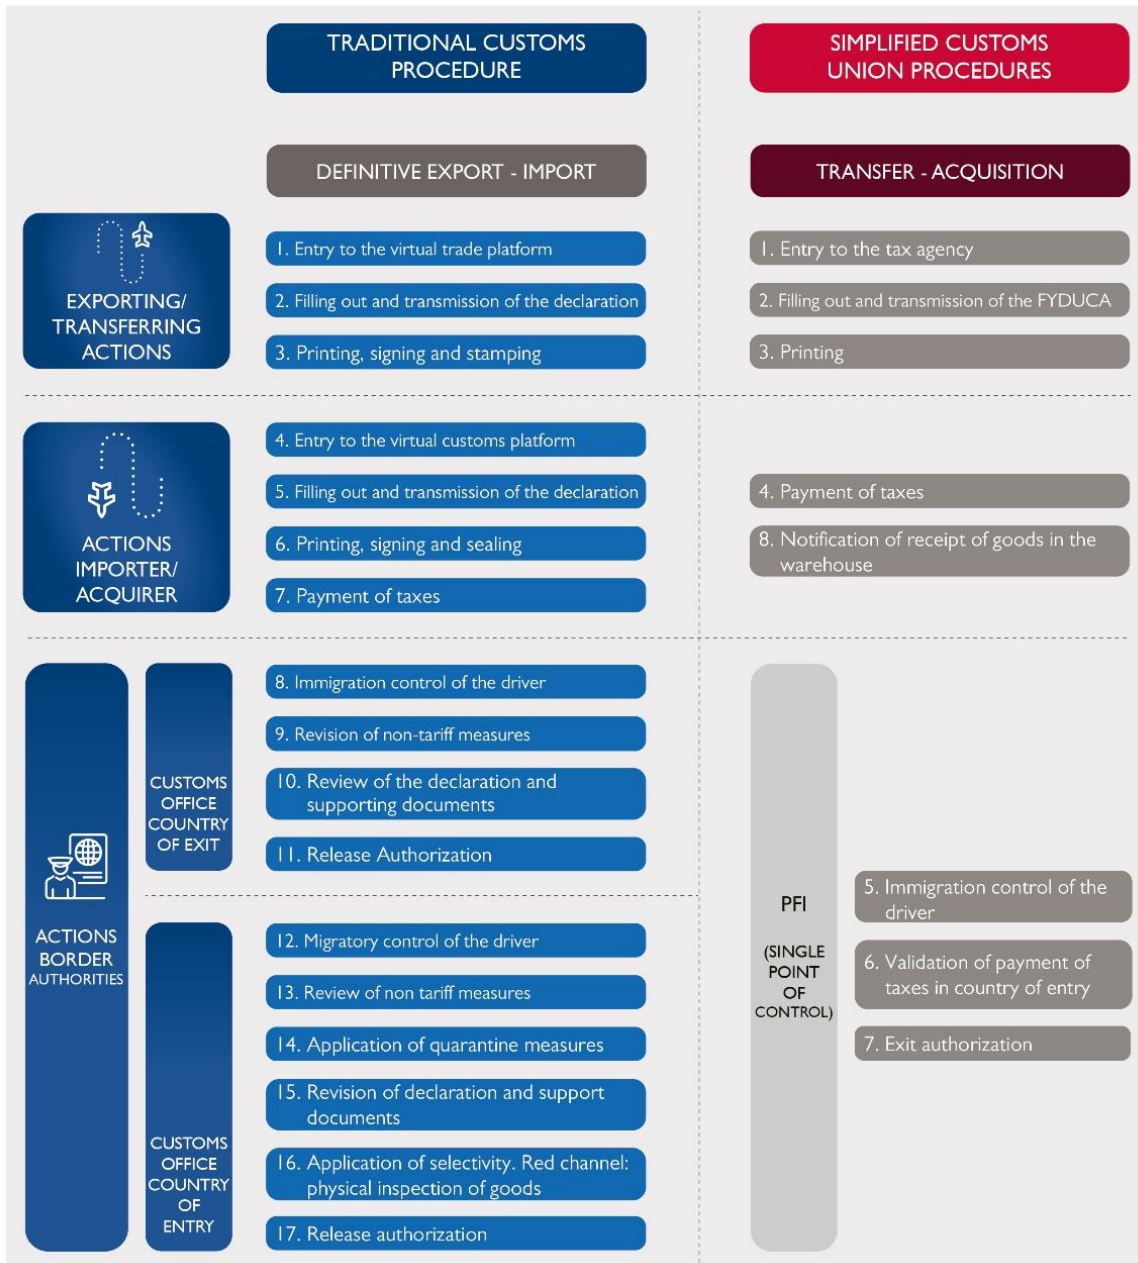 TRADITIONAL CUSTOMS
PROCEDURE
SIMPLIFIED CUSTOMS
UNION PROCEDURES
DEFINITIVE EXPORT - IMPORT
TRANSFER - ACQUISITION
EXPORTING/
TRANSFERRING
ACTIONS
1. Entry to the virtual trade platform
2. Filling out and transmission of the declaration
3. Printing, signing and stamping
1. Entry to the tax agency
2. Filling out and transmission of the FYDUCA
3. Printing
ACTIONS
IMPORTER/
ACQUIRER
4. Entry to the virtual customs platform
5. Filling out and transmission of the declaration
6. Printing, signing and sealing
7. Payment of taxes
4. Payment of taxes
8. Notification of receipt of goods in the
warehouse
ACTIONS
BORDER
AUTHORITIES
CUSTOMS
OFFICE
COUNTRY
OF EXIT
8. Immigration control of the driver
9. Revision of non-tariff measures
10. Review of the declaration and
supporting documents
11. Release Authorization
CUSTOMS
OFFICE
COUNTRY
OF
ENTRY
12. Migratory control of the driver
13. Review of non tariff measures
14. Application of quarantine measures
15. Revision of declaration and support
documents
16. Application of selectivity. Red channel:
physical inspection of goods
17. Release authorization
PFI
(SINGLE
POINT
OF
CONTROL)
5. Immigration control of the
driver
6. Validation of payment of
taxes in country of entry
7. Exit authorization